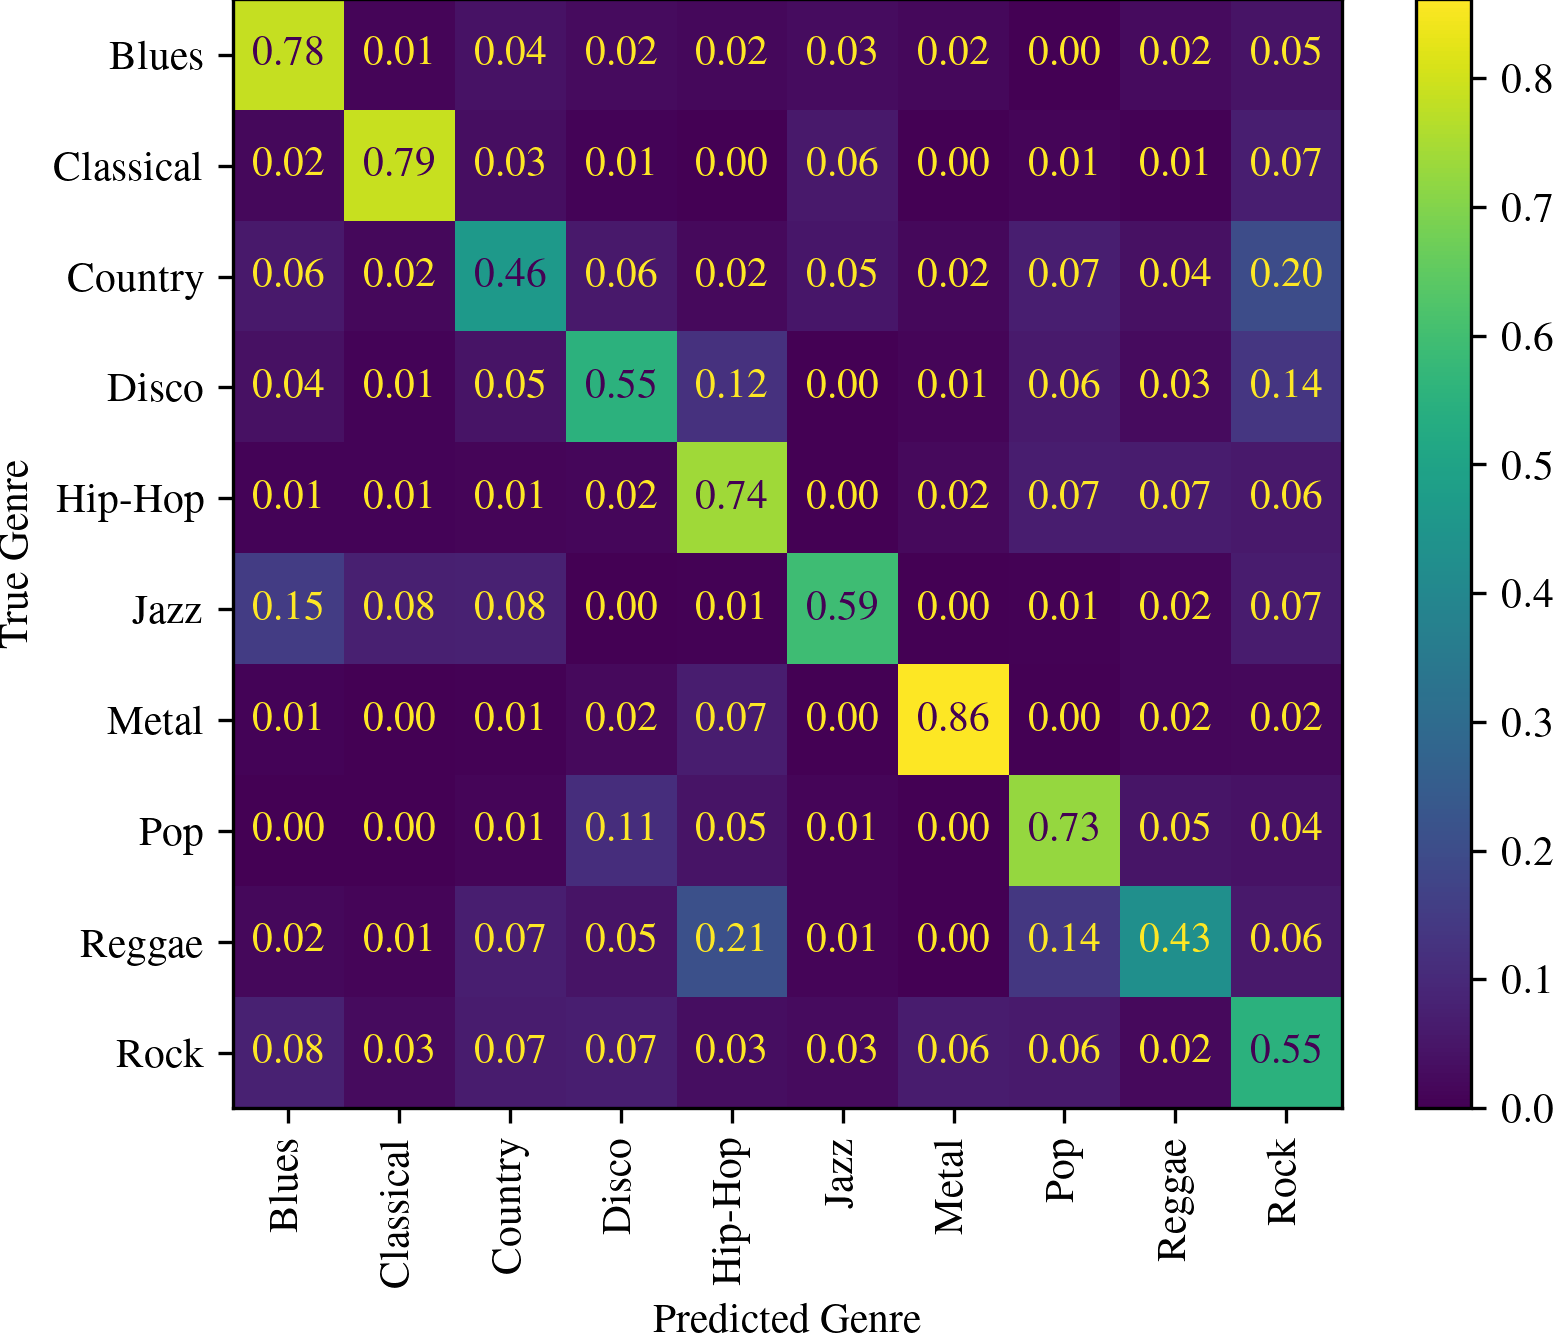 Blues 0.78 0.01 0.04 0.02 0.02 0.03 0.02 0.00 0.02 0.05
Classical 0.02 0.79 0.03 0.01 0.00 0.06 0.00 0.01 0.01 0.07
Country 0.06 0.02 0.46 0.06 0.02 0.05 0.02 0.07 0.04 0.20
Disco 0.04 0.01 0.05 0.55 0.12 0.00 0.01 0.06 0.03 0.14
Hip-Hop 0.01 0.01 0.01 0.02 0.74 0.00 0.02 0.07 0.07 0.06
Jazz 0.15 0.08 0.08 0.00 0.01 0.59 0.00 0.01 0.02 0.07
Metal 0.01 0.00 0.01 0.02 0.07 0.00 0.86 0.00 0.02 0.02
Pop 0.00 0.00 0.01 0.11 0.05 0.01 0.00 0.73 0.05 0.04
Reggae 0.02 0.01 0.07 0.05 0.21 0.01 0.00 0.14 0.43 0.06
Rock 0.08 0.03 0.07 0.07 0.03 0.03 0.06 0.06 0.02 0.55
True Genre
Blues Classical Country Disco Hip-Hop Jazz Metal Pop Reggae Rock
Predicted Genre
0.8
0.7
0.6
0.5
0.4
0.3
0.2
0.1
0.0